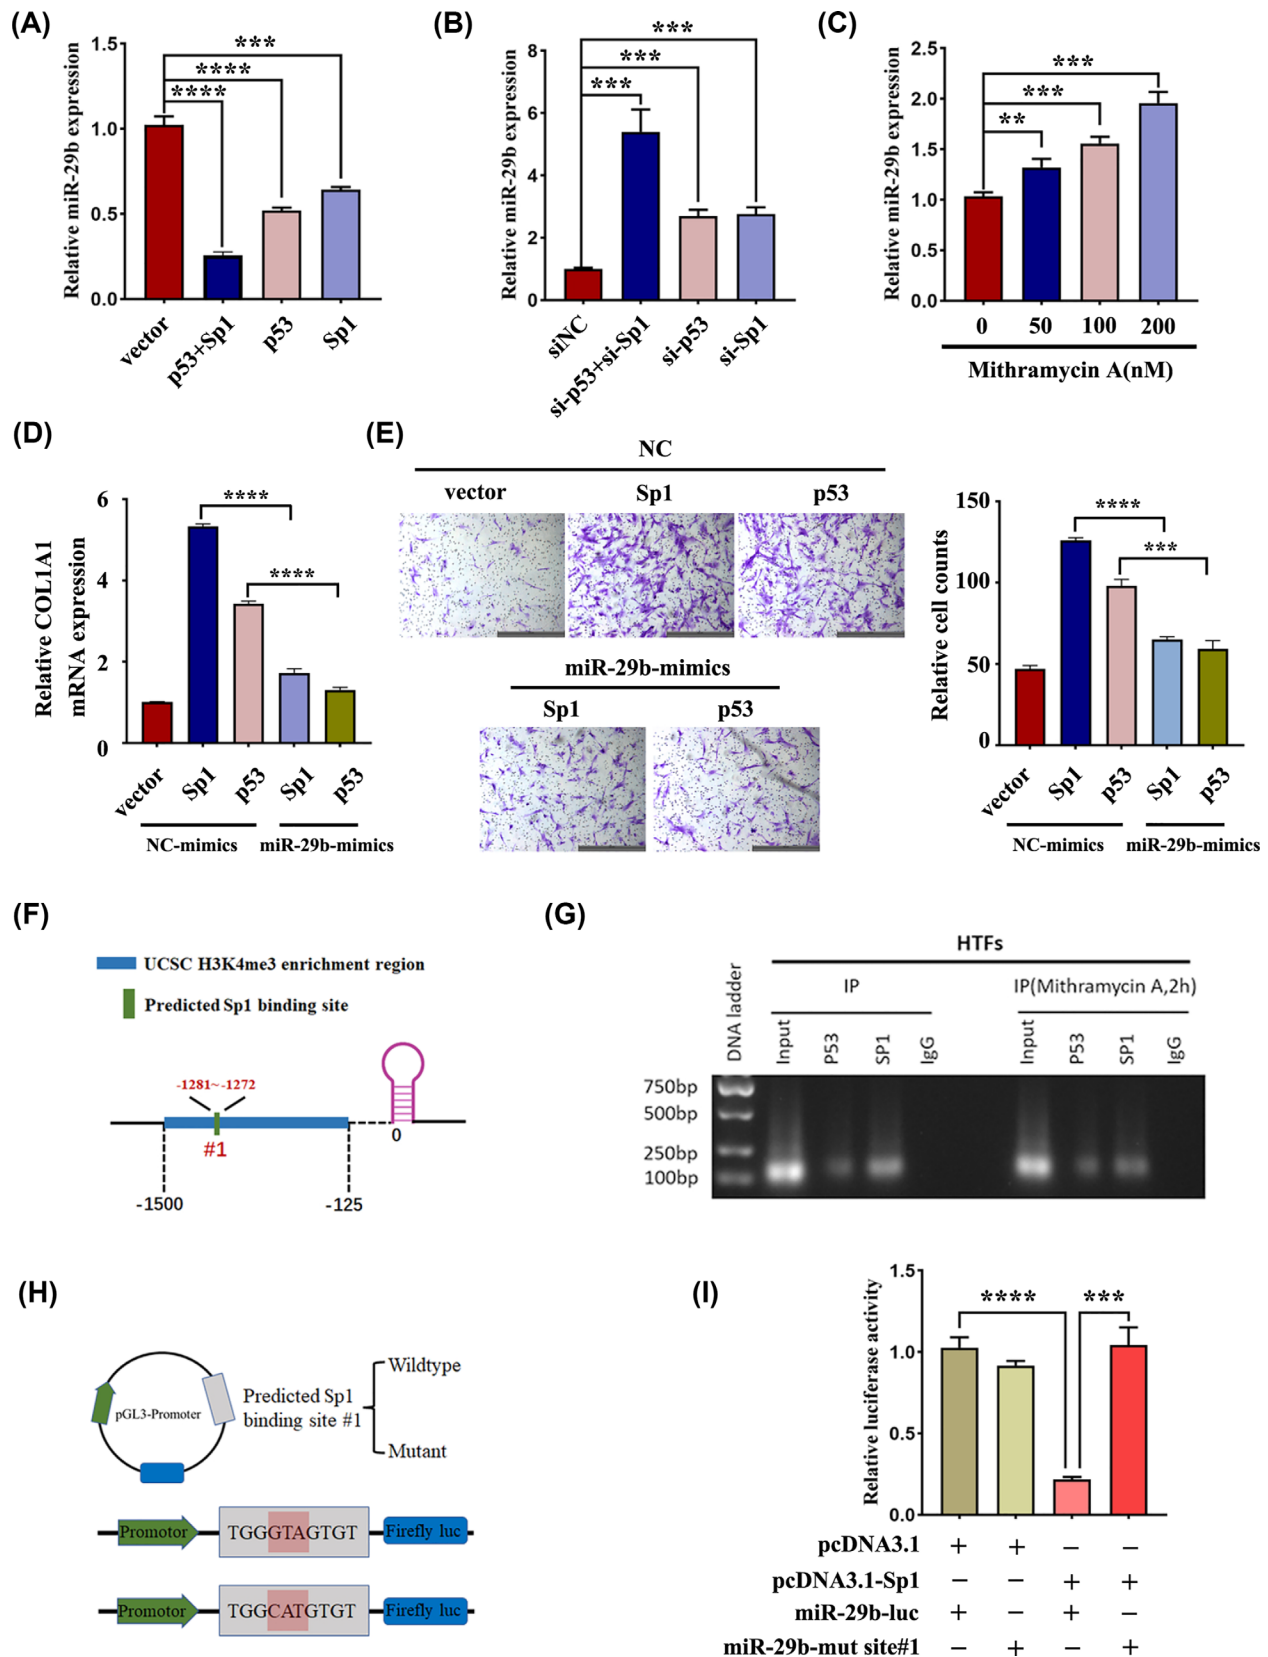 (A)
Relative miR-29b expression
1.5
1.0
0.5
0.0
***
****
****
vector
p53+Sp1
p53
Sp1
(B)
Relative miR-29b expression
8
6
4
2
0
***
***
***
siNC
si-p53+si-Sp1
si-p53
si-Sp1
(C)
Relative miR-29b expression
2.5
2.0
1.5
1.0
0.5
0.0
***
***
**
0 50 100 200
Mithramycin A(nM)
(D)
Relative COL1A1
mRNA expression
6
4
2
0
****
****
vector
Sp1
p53
Sp1
p53
NC-mimics
miR-29b-mimics
(E)
NC
vector Sp1 p53
miR-29b-mimics
Sp1 p53
Relative cell counts
150
100
50
0
****
***
vector
Sp1
p53
Sp1
p53
NC-mimics
miR-29b-mimics
(F)
UCSC H3K4me3 enrichment region
Predicted Sp1 binding site
-1281~-1272
#1
0
-1500
-125
(G)
HTFs
IP
IP(Mithramycin A,2h)
DNA ladder
Input
P53
SP1
IgG
Input
P53
SP1
IgG
750bp
500bp
250bp
100bp
(H)
pGL3-Promoter
Predicted Sp1
binding site #1
Wildtype
Mutant
Promotor TGGGTAGTGT Firefly luc
Promotor TGGCATGTGT Firefly luc
(I)
Relative luciferase activity
1.5
1.0
0.5
0.0
****
***
pcDNA3.1 + + − −
pcDNA3.1-Sp1 − − + +
miR-29b-luc + − + −
miR-29b-mut site#1 − + − +